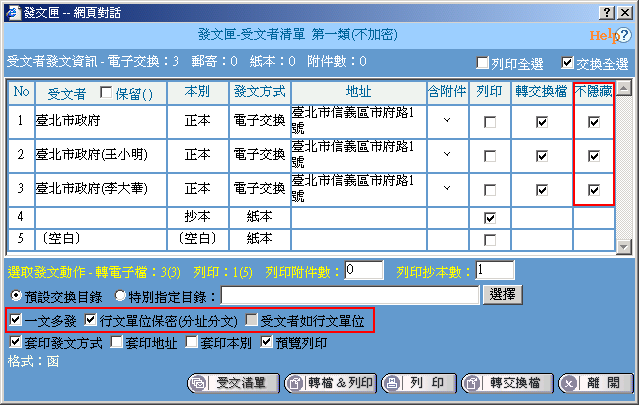 發文匣 -- 網頁對話
發文匣-受文者清單 第一類(不加密)
Help?
受文者發文資訊 - 電子交換：3 郵寄：0 紙本：0 附件數：0 列印全選 交換全選
No 受文者 保留( ) 本別 發文方式 地址 含附件 列印 轉交換檔 不隱藏
1 臺北市政府 正本 電子交換 臺北市信義區市府路1
號
2 臺北市政府(王小明) 正本 電子交換 臺北市信義區市府路1
號
3 臺北市政府(李大華) 正本 電子交換 臺北市信義區市府路1
號
4 抄本 紙本
5 〔空白〕 〔空白〕 紙本
選取發文動作 - 轉電子檔：3(3) 列印：1(5) 列印附件數：0 列印抄本數：1
預設交換目錄 特別指定目錄： 選擇
一文多發 行文單位保密(分址分文) 受文者如行文單位
套印發文方式 套印地址 套印本別 預覽列印
格式：函
受文清單 轉檔&列印 列 印 轉交換檔 離 開